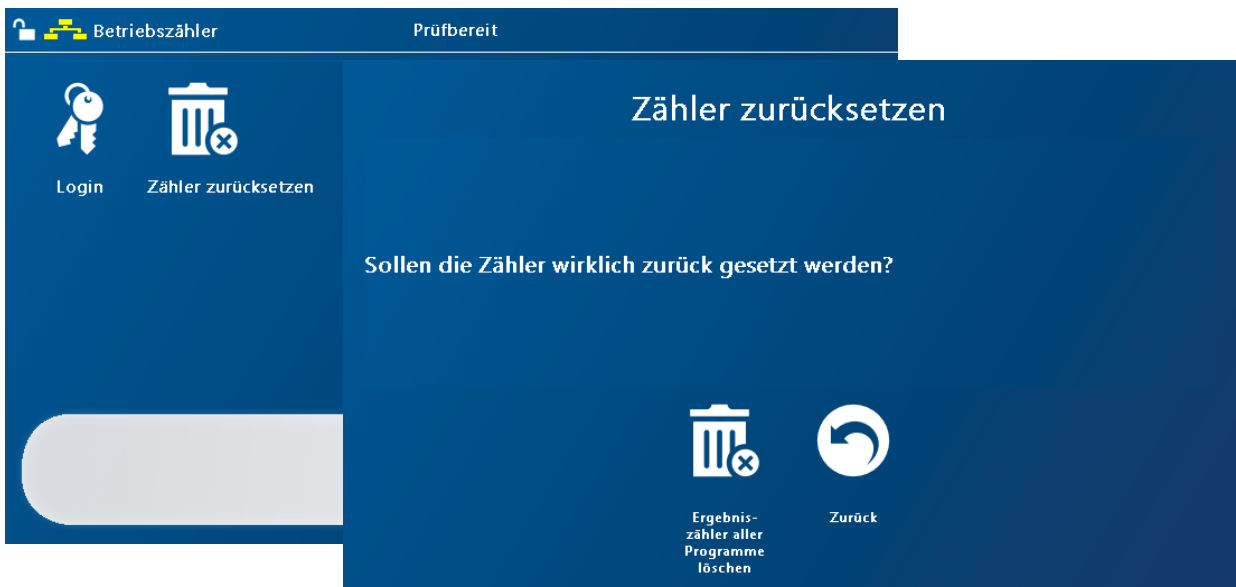 Betriebszähler
Prüfbereit
Login
Zähler zurücksetzen
Zähler zurücksetzen
Sollen die Zähler wirklich zurück gesetzt werden?
Ergebnis-
zähler aller
Programme
löschen
Zurück